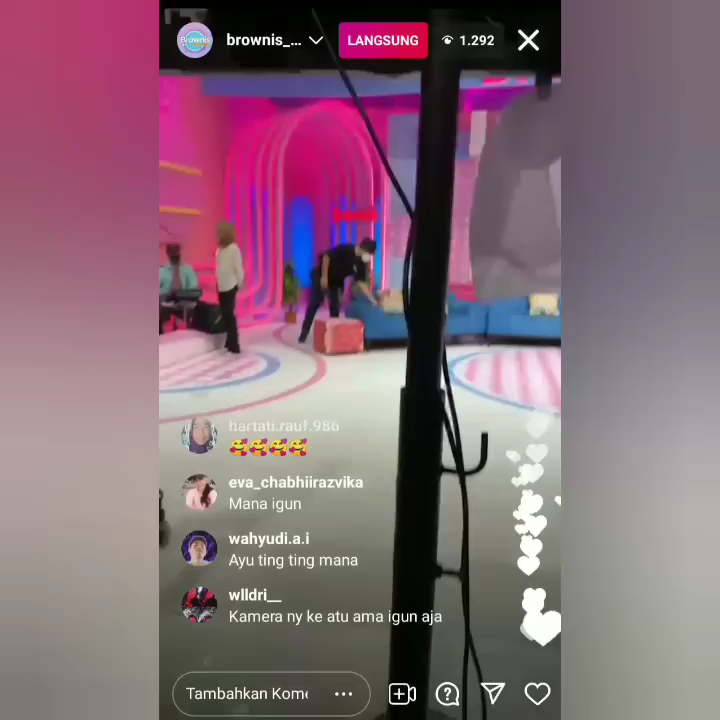 Brownis
brownis_...
LANGSUNG
1.292
hartati.rauf.986
🥰🥰🥰🥰
eva_chabhiirazvika
Mana igun
wahyudi.a.i
Ayu ting ting mana
wlldri__
Kamera ny ke atu ama igun aja
Tambahkan Kome